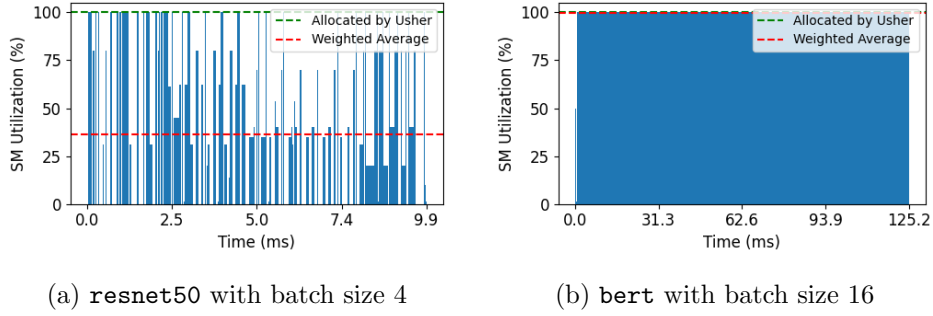 100
75
50
25
0
SM Utilization (%)
Allocated by Usher
Weighted Average
0.0 2.5 5.0 7.4 9.9
Time (ms)
(a) resnet50 with batch size 4
100
75
50
25
0
SM Utilization (%)
Allocated by Usher
Weighted Average
0.0 31.3 62.6 93.9 125.2
Time (ms)
(b) bert with batch size 16